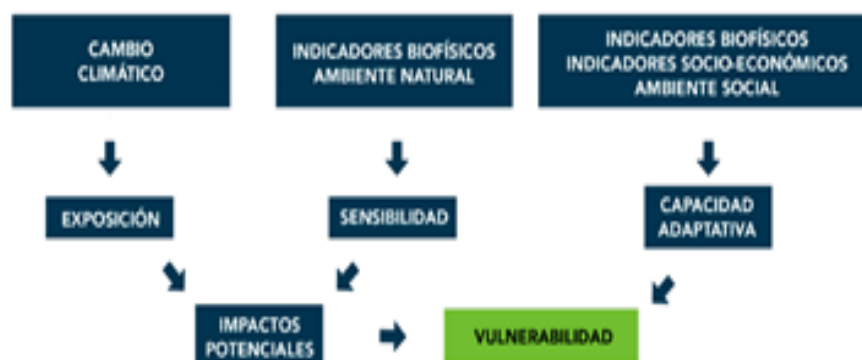 CAMBIO
CLIMÁTICO
INDICADORES BIOFÍSICOS
AMBIENTE NATURAL
INDICADORES BIOFÍSICOS
INDICADORES SOCIO-ECONÓMICOS
AMBIENTE SOCIAL
EXPOSICIÓN
SENSIBILIDAD
CAPACIDAD
ADAPTATIVA
IMPACTOS
POTENCIALES
VULNERABILIDAD